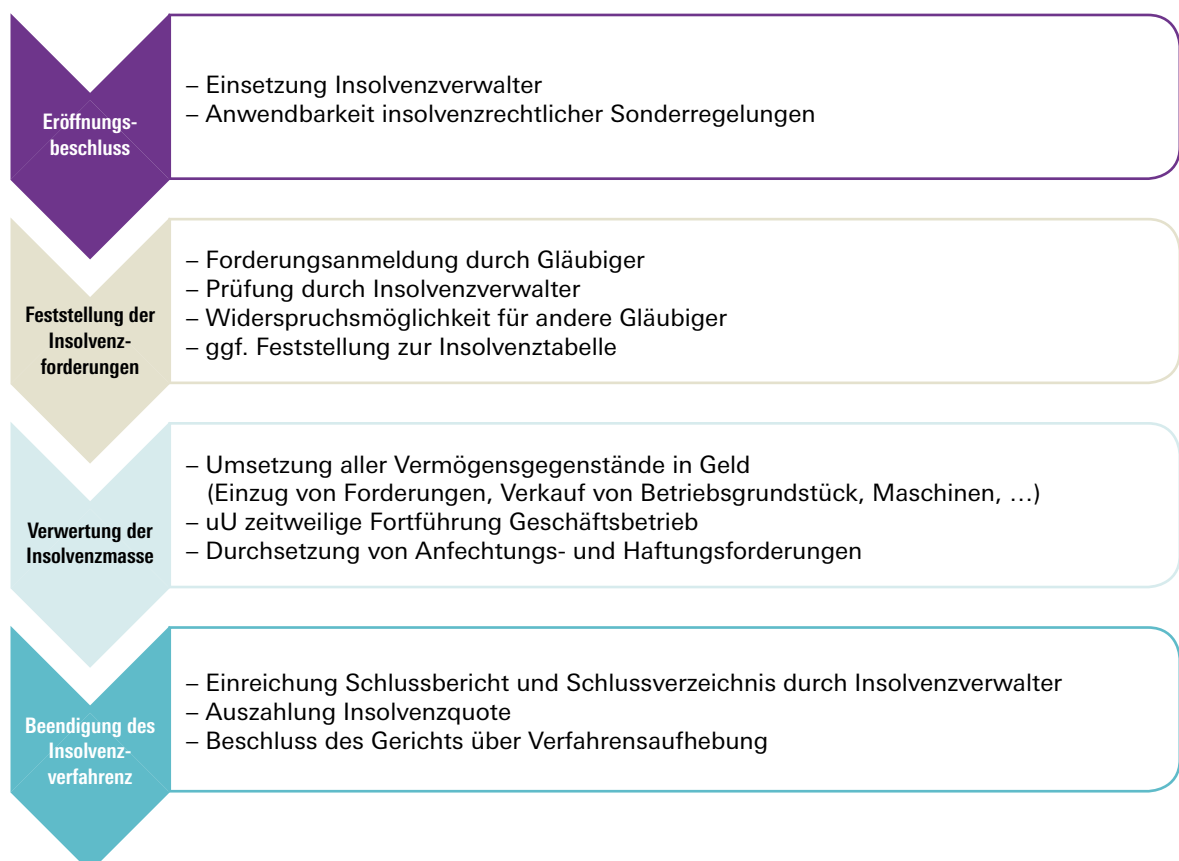 Eröffnungs-
beschluss
– Einsetzung Insolvenzverwalter
– Anwendbarkeit insolvenzrechtlicher Sonderregelungen
Feststellung der
Insolvenz-
forderungen
– Forderungsanmeldung durch Gläubiger
– Prüfung durch Insolvenzverwalter
– Widerspruchsmöglichkeit für andere Gläubiger
– ggf. Feststellung zur Insolvenztabelle
Verwertung der
Insolvenzmasse
– Umsetzung aller Vermögensgegenstände in Geld
(Einzug von Forderungen, Verkauf von Betriebsgrundstück, Maschinen, …)
– uU zeitweilige Fortführung Geschäftsbetrieb
– Durchsetzung von Anfechtungs- und Haftungsforderungen
Beendigung des
Insolvenz-
verfahrenz
– Einreichung Schlussbericht und Schlussverzeichnis durch Insolvenzverwalter
– Auszahlung Insolvenzquote
– Beschluss des Gerichts über Verfahrensaufhebung